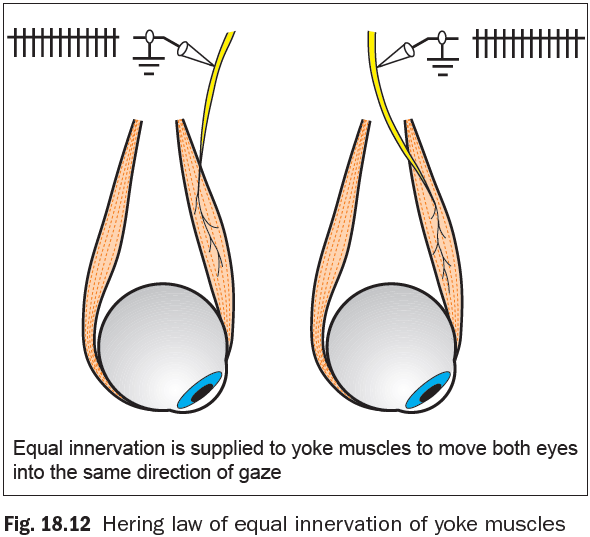 Equal innervation is supplied to yoke muscles to move both eyes
into the same direction of gaze
Fig. 18.12 Hering law of equal innervation of yoke muscles